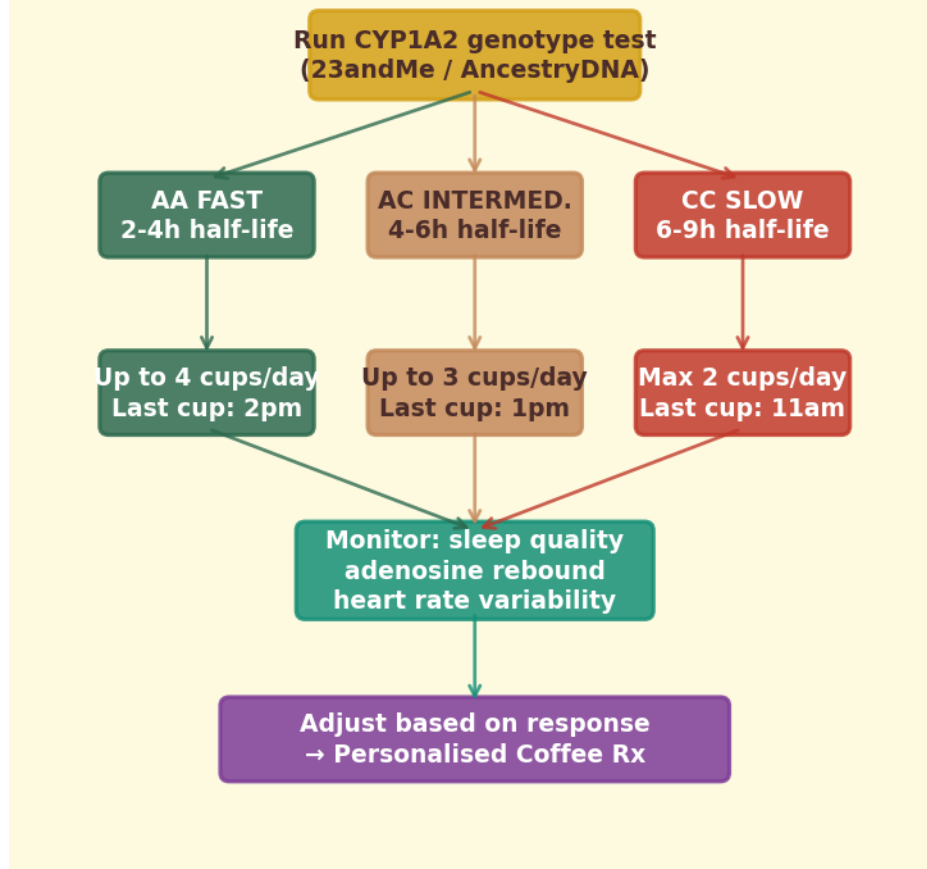 Run CYP1A2 genotype test
(23andMe / AncestryDNA)
AA FAST
2-4h half-life
AC INTERMED.
4-6h half-life
CC SLOW
6-9h half-life
Up to 4 cups/day
Last cup: 2pm
Up to 3 cups/day
Last cup: 1pm
Max 2 cups/day
Last cup: 11am
Monitor: sleep quality
adenosine rebound
heart rate variability
Adjust based on response
→ Personalised Coffee Rx